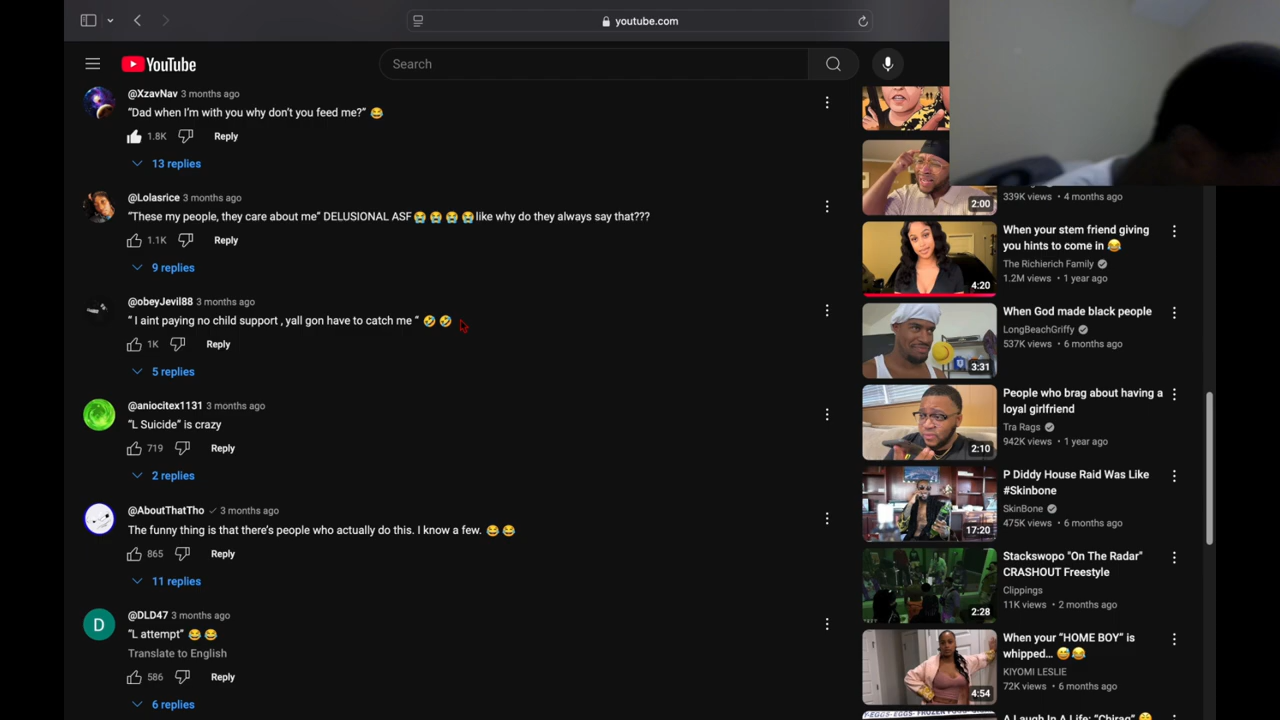 youtube.com
YouTube
Search
@XzavNav 3 months ago
“Dad when I’m with you why don’t you feed me?” 😂
1.8K Reply
13 replies
@Lolasrice 3 months ago
“These my people, they care about me” DELUSIONAL ASF😭 😭 😭 😭like why do they always say that???
1.1K Reply
9 replies
@obeyJevil88 3 months ago
“ I aint paying no child support , yall gon have to catch me “ 🤣 🤣
1K Reply
5 replies
@aniocitex1131 3 months ago
“L Suicide” is crazy
719 Reply
2 replies
@AboutThatTho 3 months ago
The funny thing is that there’s people who actually do this. I know a few. 😂 😂
865 Reply
11 replies
D
@DLD47 3 months ago
“L attempt” 😂 😂
Translate to English
586 Reply
6 replies
2:00
339K views • 4 months ago
4:20
When your stem friend giving
you hints to come in 😂
The Richierich Family
1.2M views • 1 year ago
3:31
When God made black people
LongBeachGriffy
537K views • 6 months ago
2:10
People who brag about having a
loyal girlfriend
Tra Rags
942K views • 1 year ago
17:20
P Diddy House Raid Was Like
#Skinbone
SkinBone
475K views • 6 months ago
2:28
Stackswopo "On The Radar"
CRASHOUT Freestyle
Clippings
11K views • 2 months ago
4:54
When your “HOME BOY” is
whipped... 😅😂
KIYOMI LESLIE
72K views • 6 months ago
A Laugh In A Life: “Chirag”